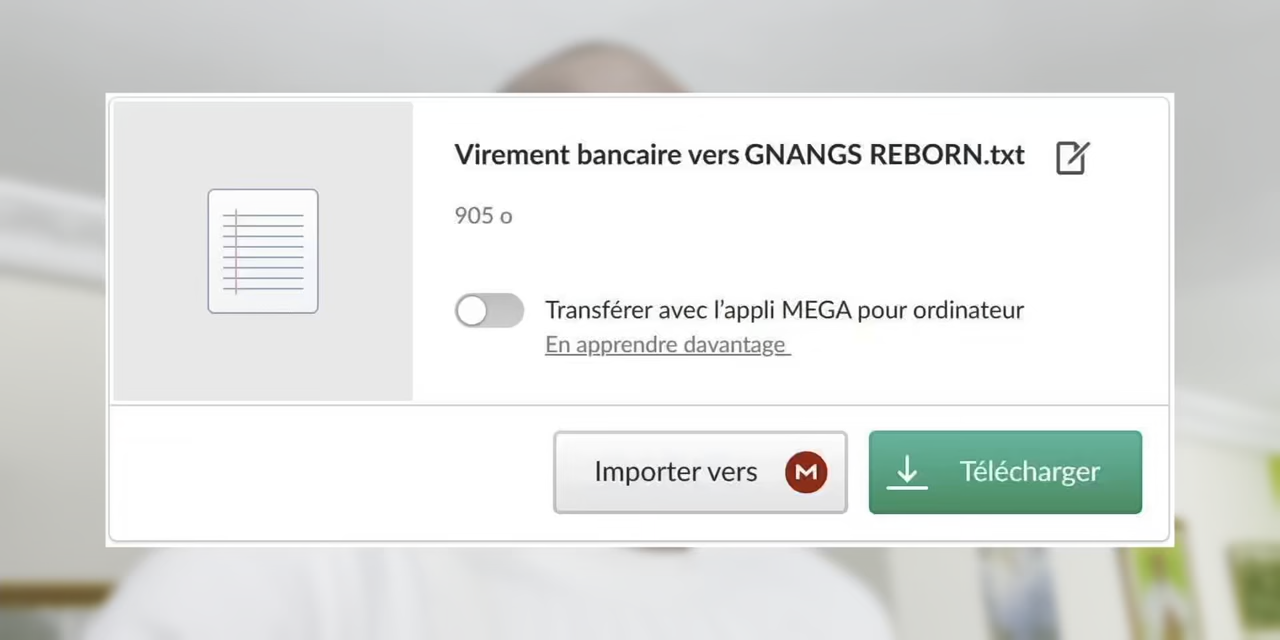 Virement bancaire vers GNANGS REBORN.txt
905 o
Transférer avec l’appli MEGA pour ordinateur
En apprendre davantage
Importer vers M
Télécharger